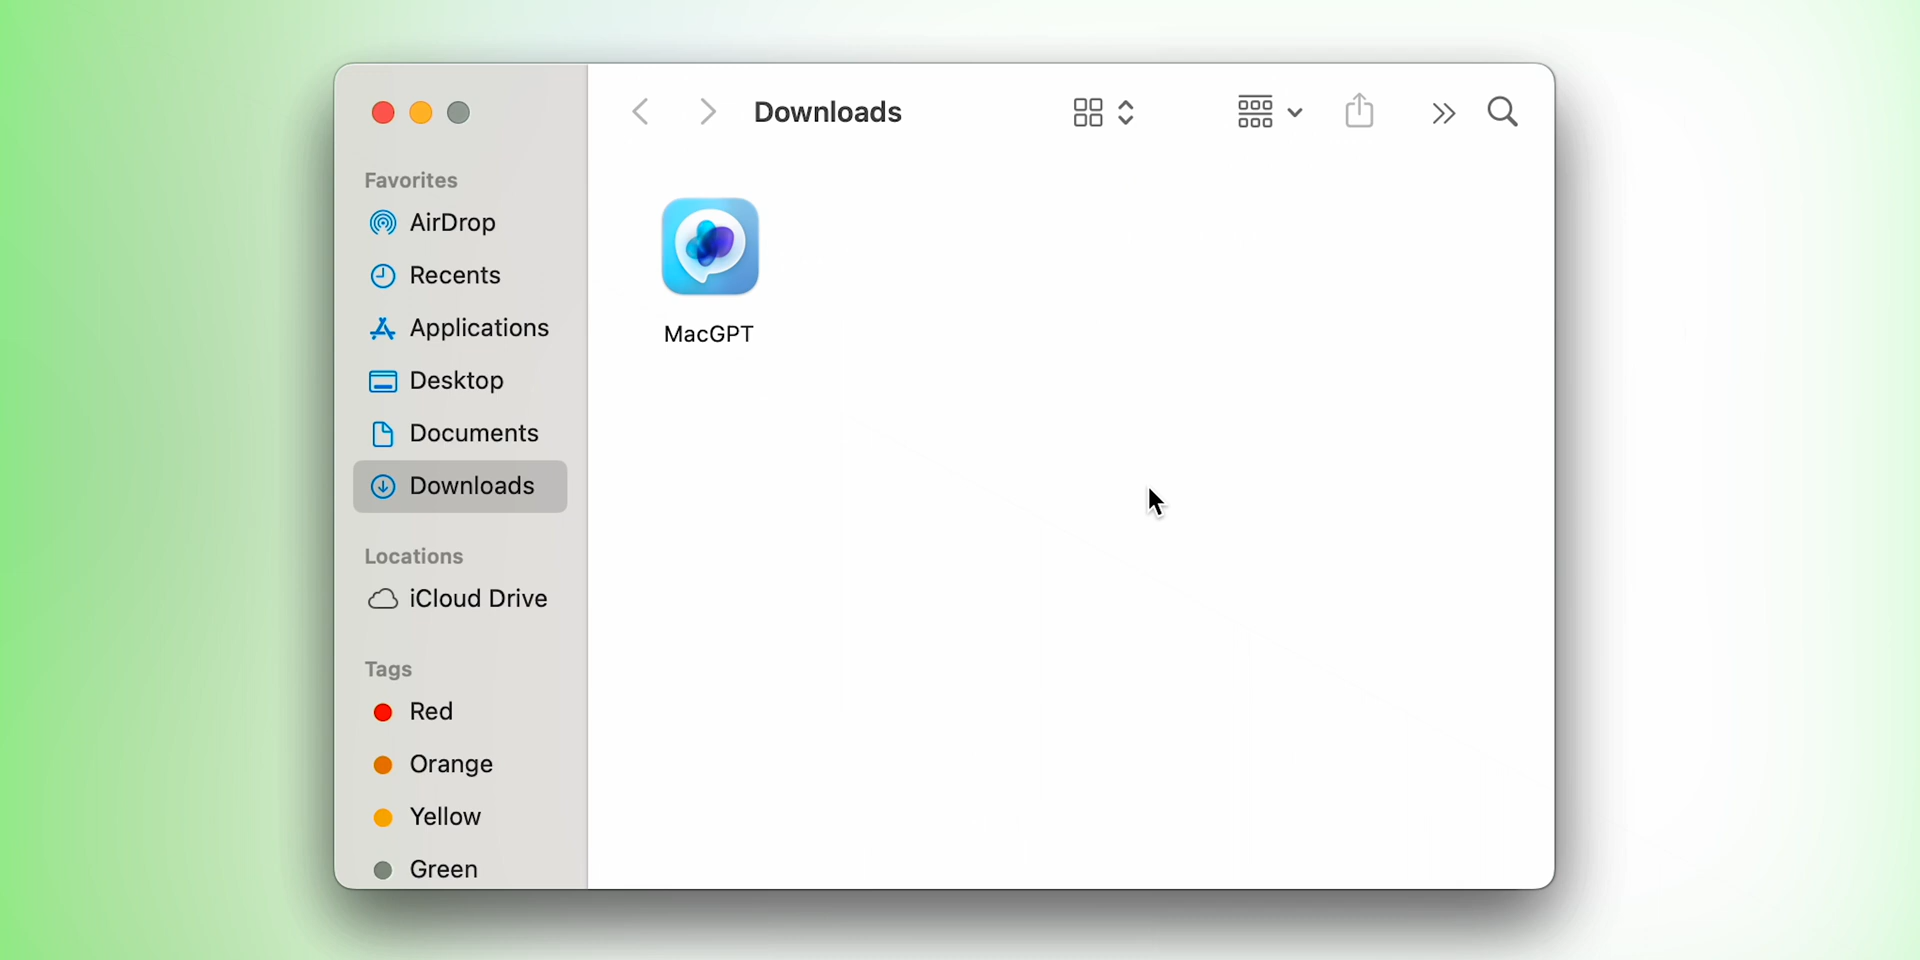 Downloads
Favorites
AirDrop
Recents
Applications
Desktop
Documents
Downloads
Locations
iCloud Drive
Tags
Red
Orange
Yellow
Green
MacGPT